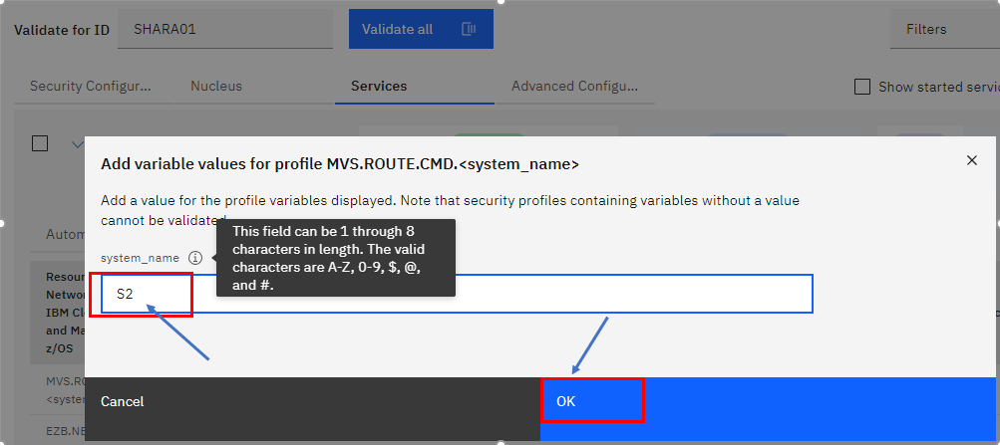 Validate for ID
SHARA01
Validate all
Filters
Security Configur...
Nucleus
Services
Advanced Configu...
Show started servic
Add variable values for profile MVS.ROUTE.CMD.<system_name>
Add a value for the profile variables displayed. Note that security profiles containing variables without a value
cannot be validated
This field can be 1 through 8
characters in length. The valid
characters are A-Z, 0-9, $, @,
and #.
Autom
system_name
Resour
Networ
IBM Clo
and Ma
z/OS
S2
MVS.RO
<system
EZB.NE
Cancel
OK